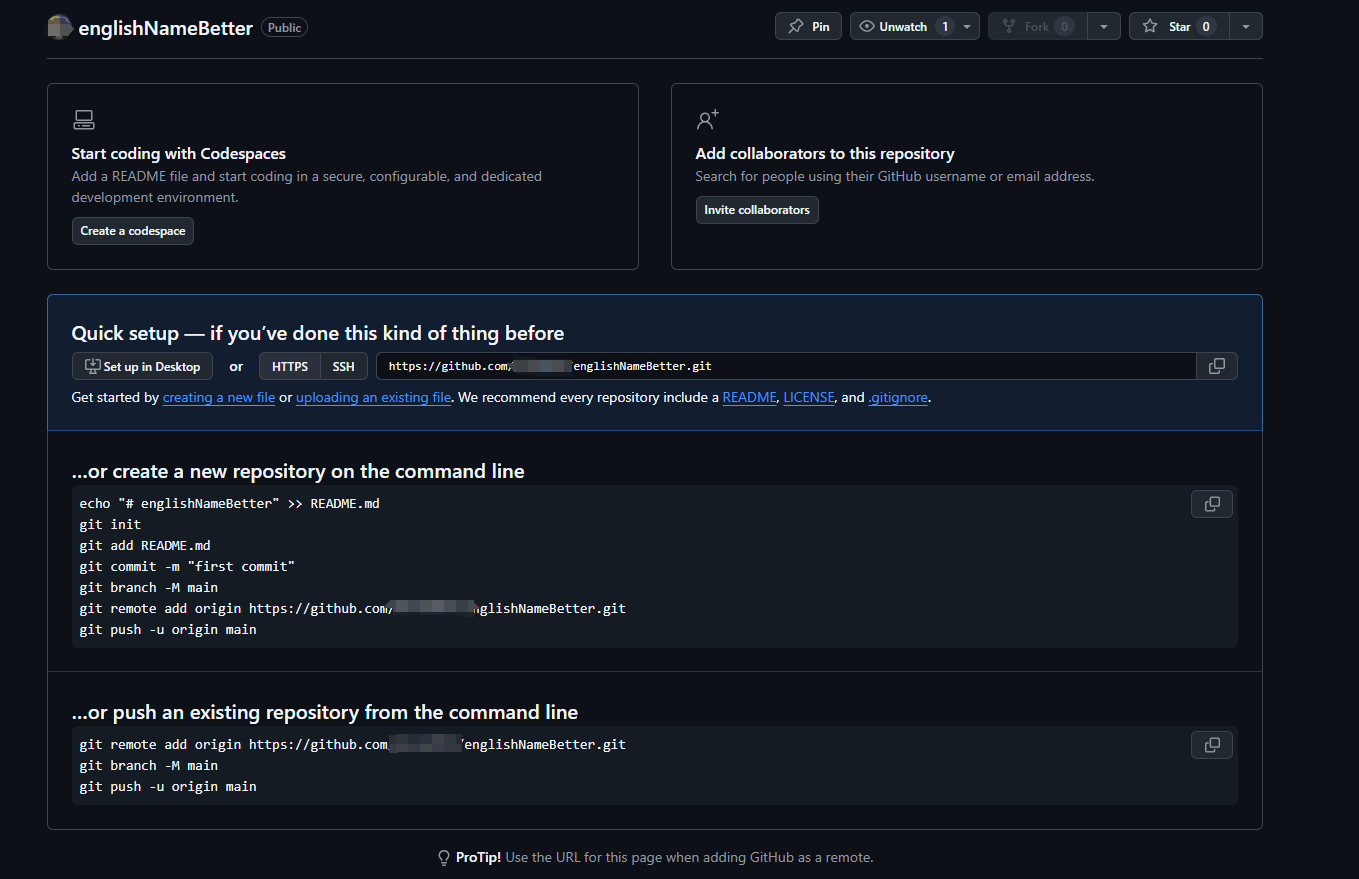 englishNameBetter Public
Pin
Unwatch 1
Fork 0
Star 0
Start coding with Codespaces
Add a README file and start coding in a secure, configurable, and dedicated
development environment.
Create a codespace
Add collaborators to this repository
Search for people using their GitHub username or email address.
Invite collaborators
Quick setup — if you’ve done this kind of thing before
Set up in Desktop or HTTPS SSH https://github.com/ englishNameBetter.git
Get started by creating a new file or uploading an existing file. We recommend every repository include a README, LICENSE, and .gitignore.
…or create a new repository on the command line
echo "# englishNameBetter" >> README.md
git init
git add README.md
git commit -m "first commit"
git branch -M main
git remote add origin https://github.com/ nglishNameBetter.git
git push -u origin main
…or push an existing repository from the command line
git remote add origin https://github.com /englishNameBetter.git
git branch -M main
git push -u origin main
ProTip! Use the URL for this page when adding GitHub as a remote.